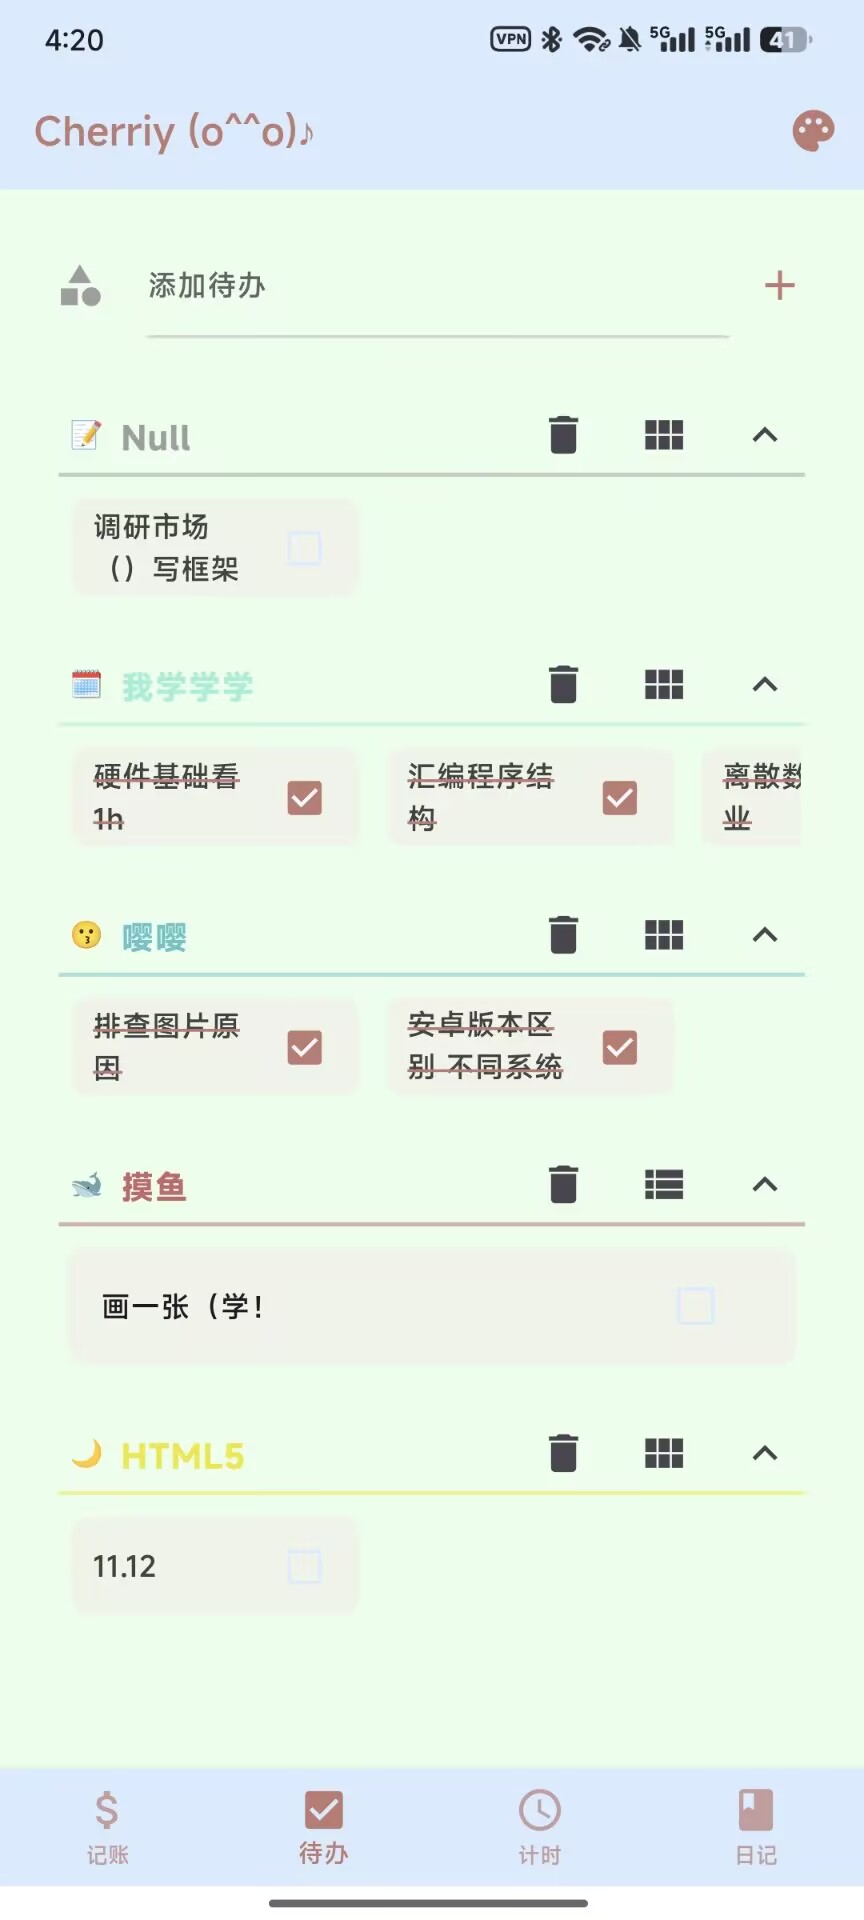 4:20
VPN 5G 5G 41
Cherriy (o^^o)♪
添加待办
Null
调研市场
（）写框架
我学学学
硬件基础看
1h
汇编程序结
构
离散数
业
嘤嘤
排查图片原
因
安卓版本区
别 不同系统
摸鱼
画一张（学！
HTML5
11.12
记账
待办
计时
日记